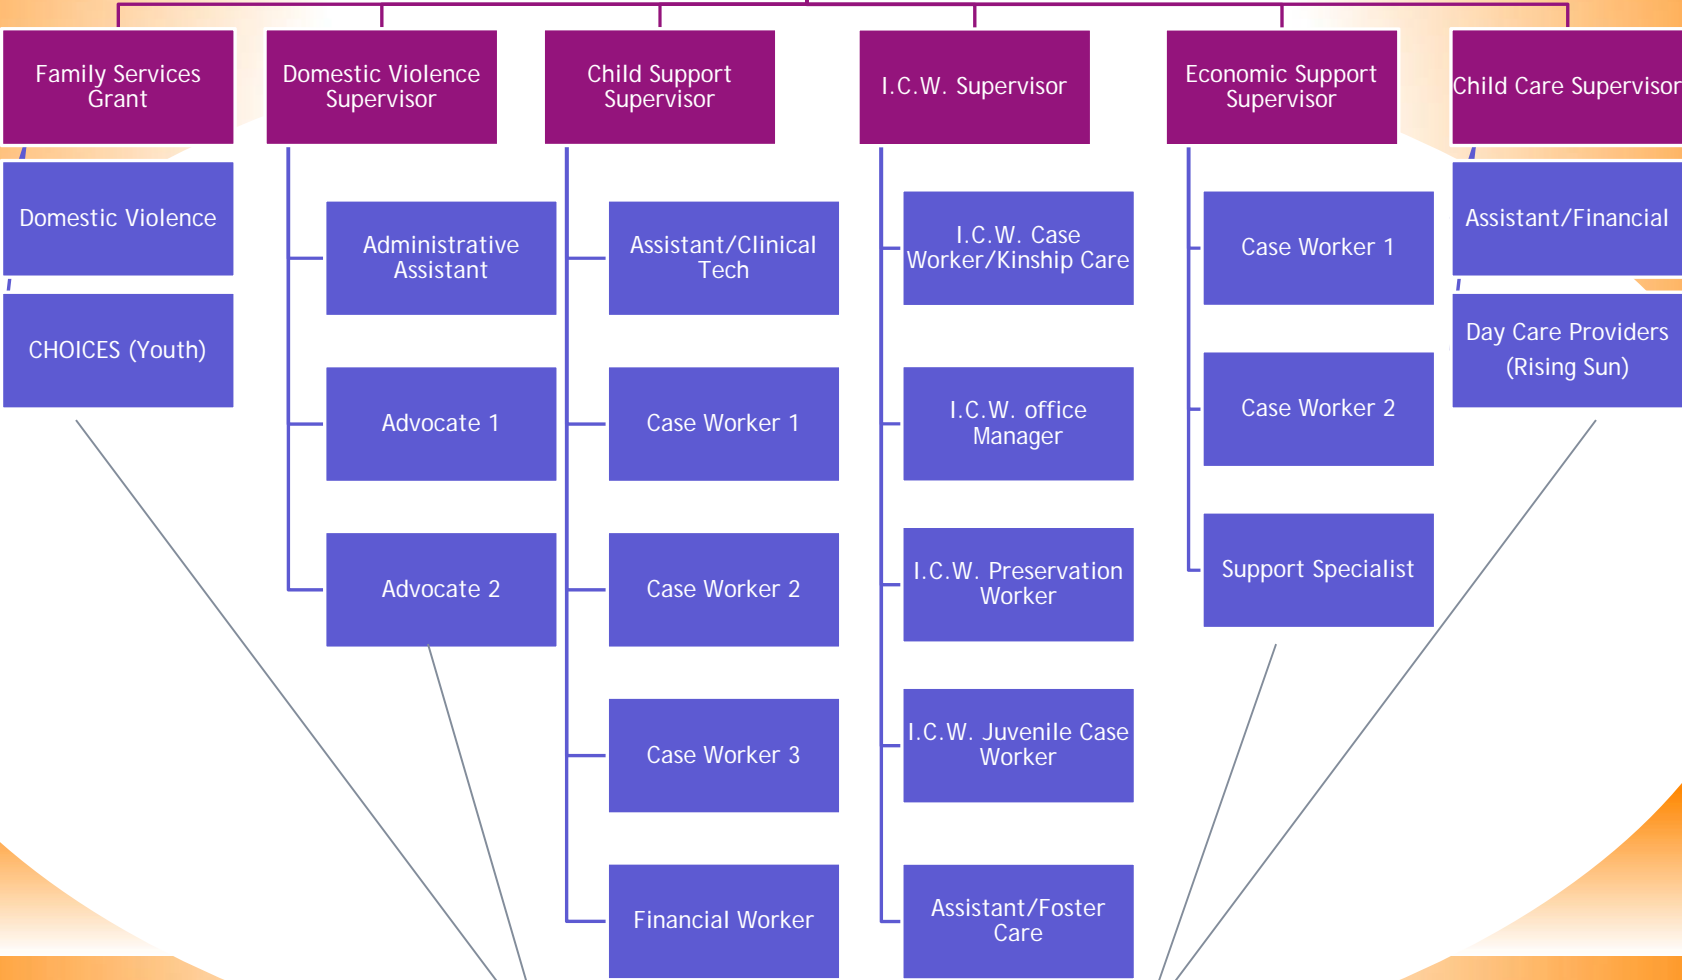 Family Services
Grant
Domestic Violence
CHOICES (Youth)
Domestic Violence
Supervisor
Administrative
Assistant
Advocate 1
Advocate 2
Child Support
Supervisor
Assistant/Clinical
Tech
Case Worker 1
Case Worker 2
Case Worker 3
Financial Worker
I.C.W. Supervisor
I.C.W. Case
Worker/Kinship Care
I.C.W. office
Manager
I.C.W. Preservation
Worker
I.C.W. Juvenile Case
Worker
Assistant/Foster
Care
Economic Support
Supervisor
Case Worker 1
Case Worker 2
Support Specialist
Child Care Supervisor
Assistant/Financial
Day Care Providers
(Rising Sun)